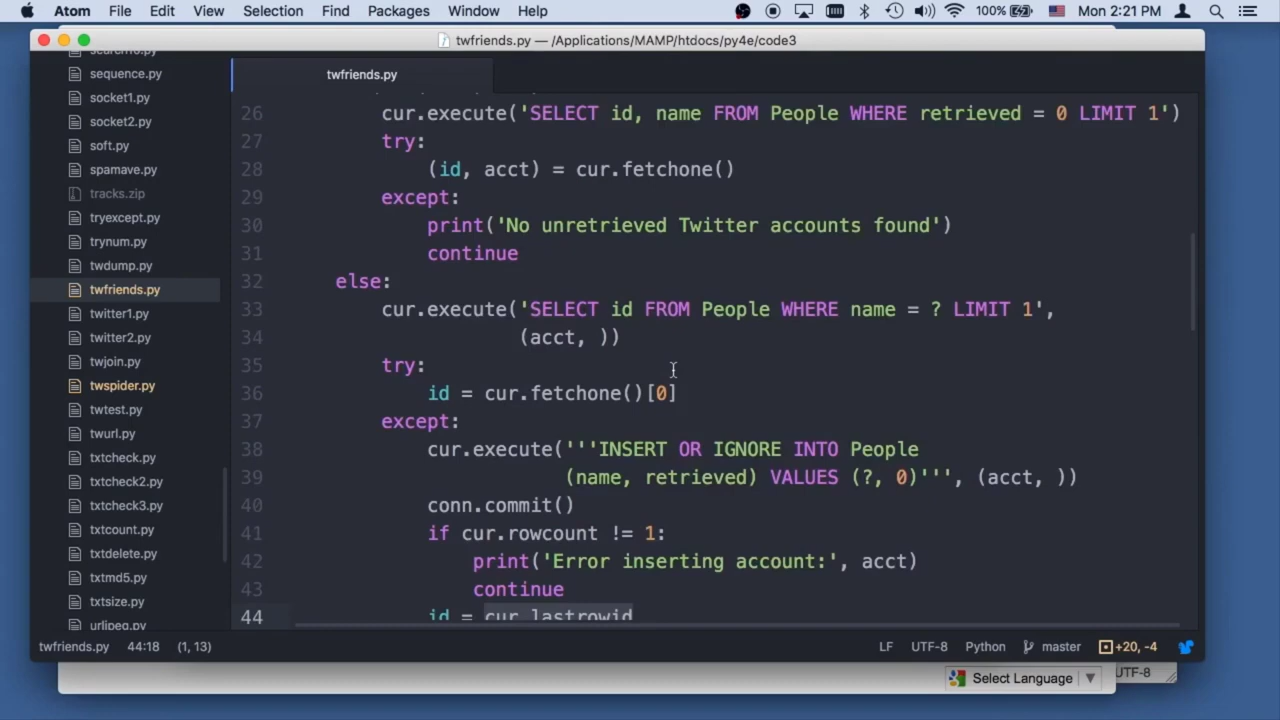 Atom File Edit View Selection Find Packages Window Help 100% Mon 2:21 PM
twfriends.py — /Applications/MAMP/htdocs/py4e/code3
sequence.py
socket1.py
socket2.py
soft.py
spamave.py
tracks.zip
tryexcept.py
trynum.py
twdump.py
twfriends.py
twitter1.py
twitter2.py
twjoin.py
twspider.py
twtest.py
twurl.py
txtcheck.py
txtcheck2.py
txtcheck3.py
txtcount.py
txtdelete.py
txtmd5.py
txtsize.py
urljpeg.py
twfriends.py
26 cur.execute('SELECT id, name FROM People WHERE retrieved = 0 LIMIT 1')
27 try:
28 (id, acct) = cur.fetchone()
29 except:
30 print('No unretrieved Twitter accounts found')
31 continue
32 else:
33 cur.execute('SELECT id FROM People WHERE name = ? LIMIT 1',
34 (acct, ))
35 try:
36 id = cur.fetchone()[0]
37 except:
38 cur.execute('''INSERT OR IGNORE INTO People
39 (name, retrieved) VALUES (?, 0)''', (acct, ))
40 conn.commit()
41 if cur.rowcount != 1:
42 print('Error inserting account:', acct)
43 continue
44 id = cur.lastrowid
twfriends.py 44:18 (1, 13) LF UTF-8 Python master +20, -4
Select Language ▼ UTF-8